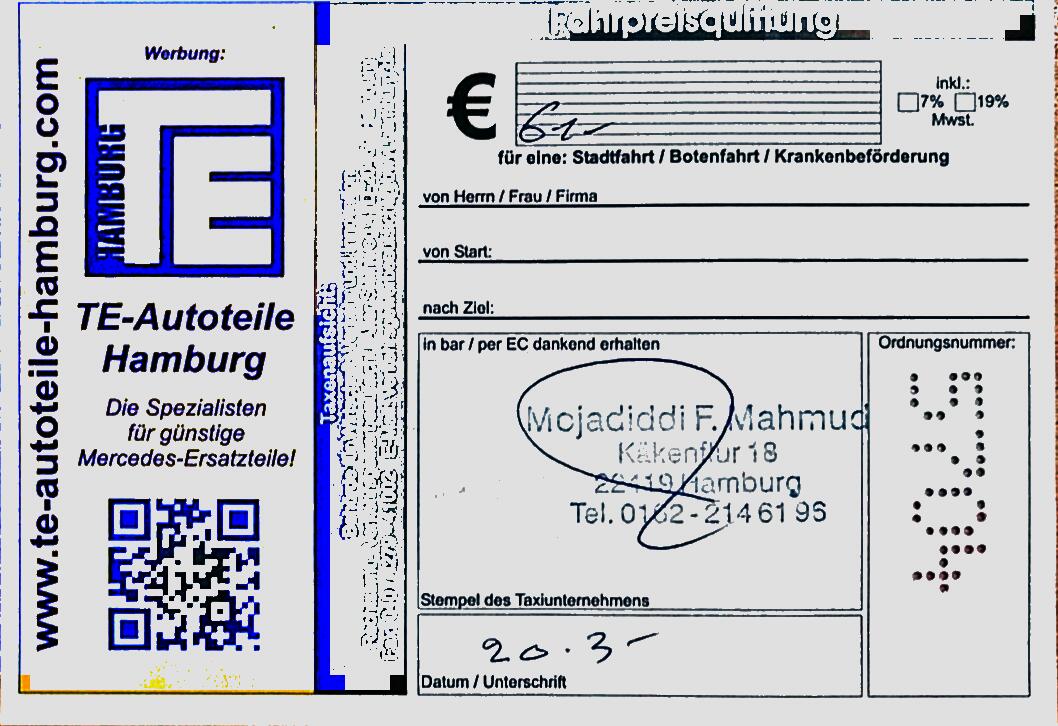 Werbung:
www.te-autoteile-hamburg.com
HAMBURG
TE
TE-Autoteile
Hamburg
Die Spezialisten
für günstige
Mercedes-Ersatzteile!
Taxenaufsicht:
Fahrpreisquittung
€ 61,-
inkl.:
7% 19%
Mwst.
für eine: Stadtfahrt / Botenfahrt / Krankenbeförderung
von Herrn / Frau / Firma
von Start:
nach Ziel:
in bar / per EC dankend erhalten
Mojadiddi F. Mahmud
Käkenflur 18
22419 Hamburg
Tel. 0162-214 61 96
Stempel des Taxiunternehmens
20.3-
Datum / Unterschrift
Ordnungsnummer: